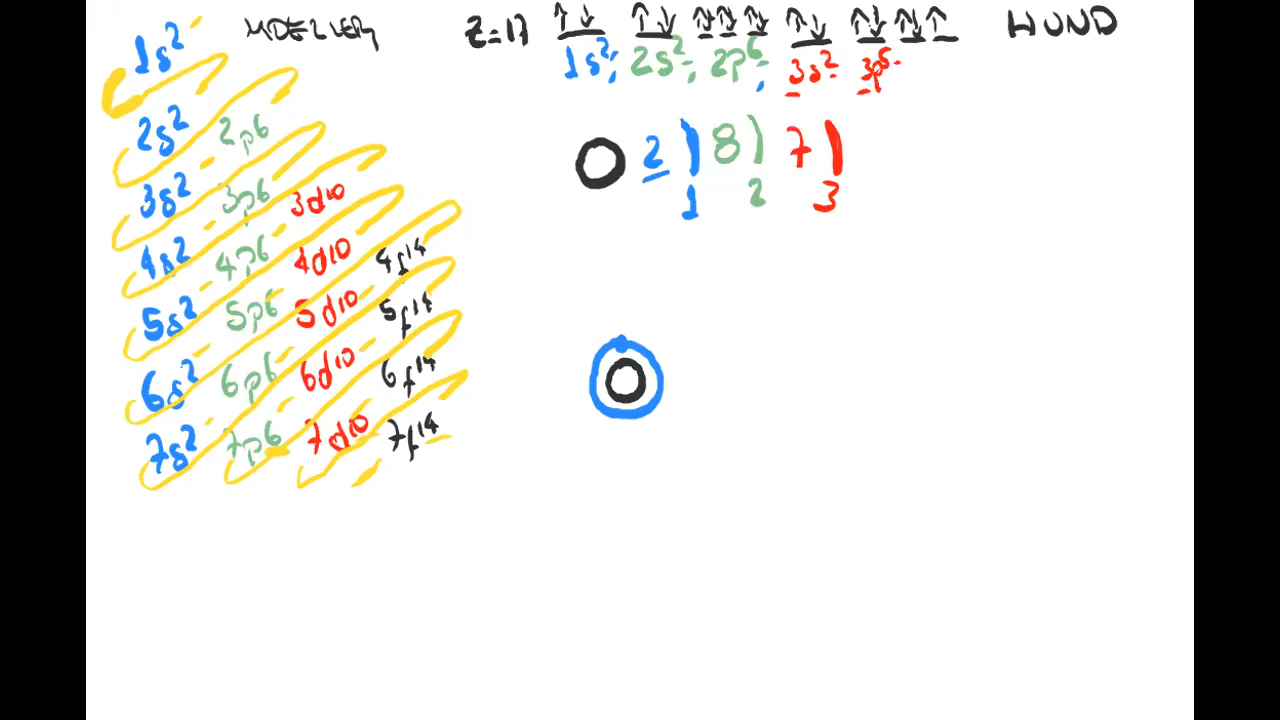 MOELLER Z=17 ↑↓ ↑↓ ↑↓ ↑↓ ↑↓ ↑↓ ↑↓ ↑↓ ↑ HUND
1s² 1s²; 2s²; 2p⁶; 3s² 3p⁵
2s² 2p⁶ 2 8 7
3s² 3p⁶ 3d¹⁰ 1 2 3
4s² 4p⁶ 4d¹⁰ 4f¹⁴
5s² 5p⁶ 5d¹⁰ 5f¹⁴
6s² 6p⁶ 6d¹⁰ 6f¹⁴
7s² 7p⁶ 7d¹⁰ 7f¹⁴